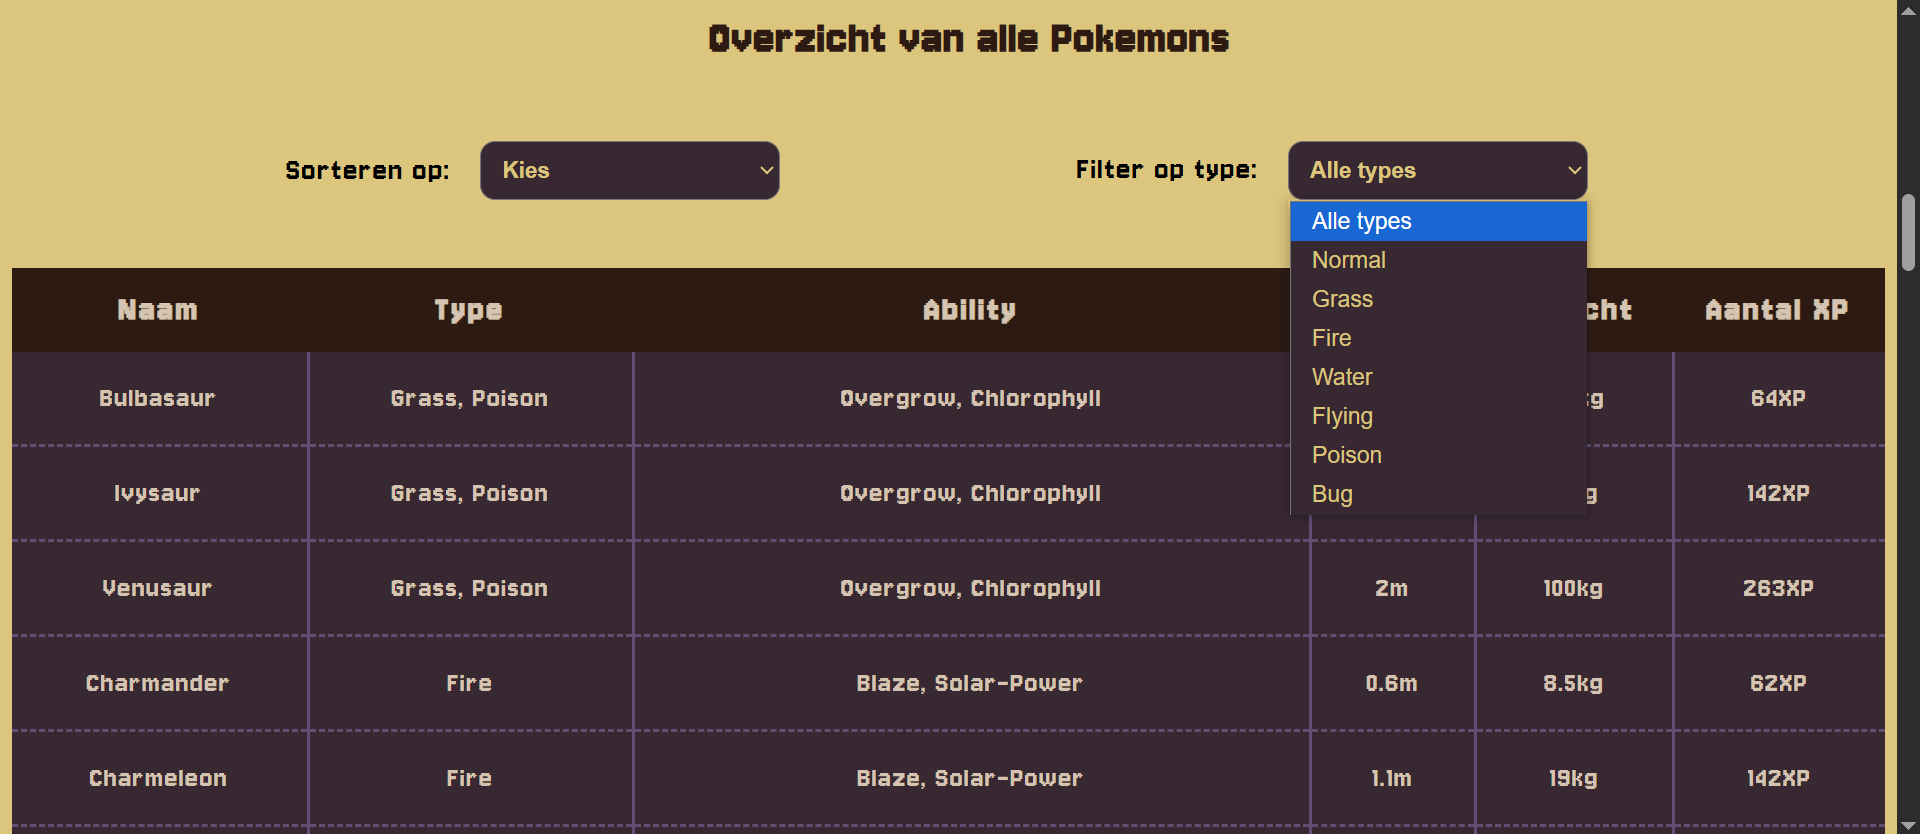 Overzicht van alle Pokemons
Sorteren op: Kies Filter op type: Alle types
Alle types
Normal
Grass
Fire
Water
Flying
Poison
Bug
Naam Type Ability cht Aantal XP
Bulbasaur Grass, Poison Overgrow, Chlorophyll 64XP
Ivysaur Grass, Poison Overgrow, Chlorophyll 142XP
Venusaur Grass, Poison Overgrow, Chlorophyll 2m 100kg 263XP
Charmander Fire Blaze, Solar-Power 0.6m 8.5kg 62XP
Charmeleon Fire Blaze, Solar-Power 1.1m 19kg 142XP